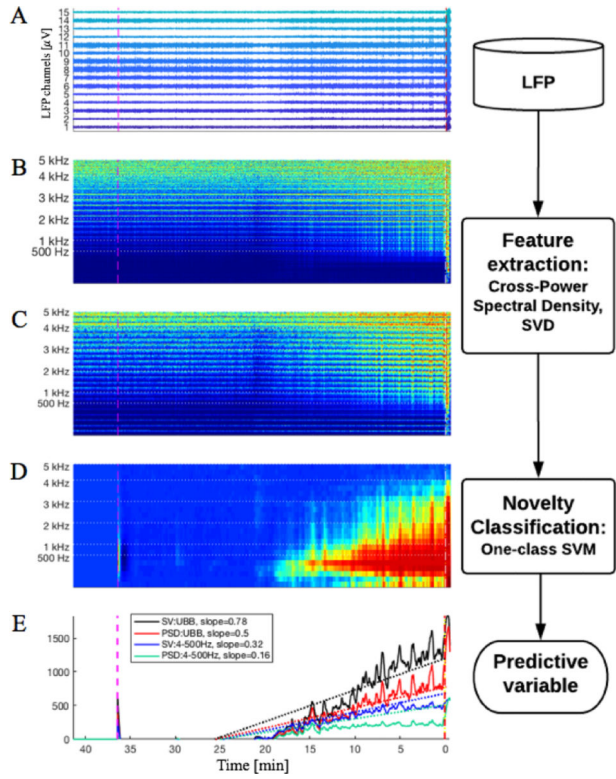 A
LFP channels [μV]
15
14
13
12
11
10
9
8
7
6
5
4
3
2
1
LFP
B
5 kHz
4 kHz
3 kHz
2 kHz
1 kHz
500 Hz
Feature
extraction:
Cross-Power
Spectral Density,
SVD
C
5 kHz
4 kHz
3 kHz
2 kHz
1 kHz
500 Hz
D
5 kHz
4 kHz
3 kHz
2 kHz
1 kHz
500 Hz
Novelty
Classification:
One-class SVM
E
SV:UBB, slope=0.78
PSD:UBB, slope=0.5
SV:4-500Hz, slope=0.32
PSD:4-500Hz, slope=0.16
1500
1000
500
0
40 35 30 25 20 15 10 5 0
Time [min]
Predictive
variable